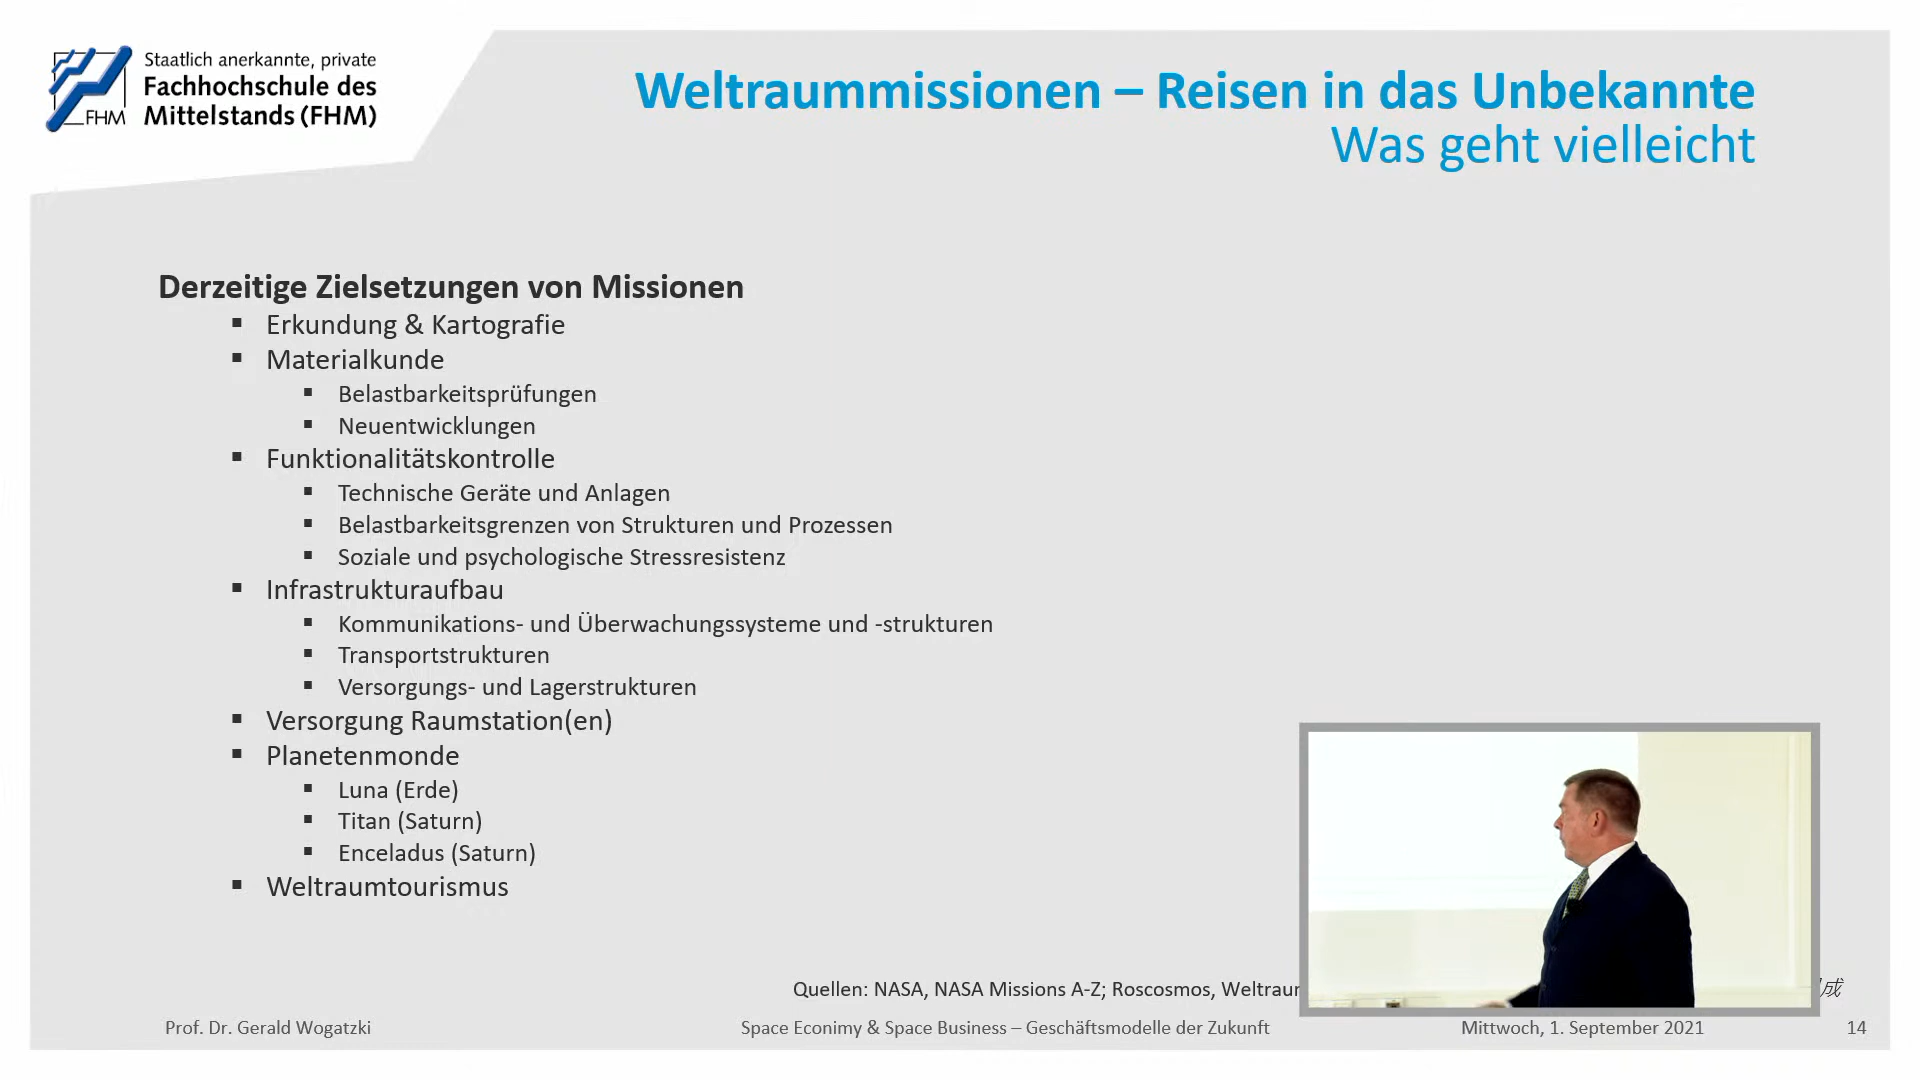 Staatlich anerkannte, private
Fachhochschule des
Mittelstands (FHM)
FHM
Weltraummissionen – Reisen in das Unbekannte
Was geht vielleicht
Derzeitige Zielsetzungen von Missionen
▪ Erkundung & Kartografie
▪ Materialkunde
▪ Belastbarkeitsprüfungen
▪ Neuentwicklungen
▪ Funktionalitätskontrolle
▪ Technische Geräte und Anlagen
▪ Belastbarkeitsgrenzen von Strukturen und Prozessen
▪ Soziale und psychologische Stressresistenz
▪ Infrastrukturaufbau
▪ Kommunikations- und Überwachungssysteme und -strukturen
▪ Transportstrukturen
▪ Versorgungs- und Lagerstrukturen
▪ Versorgung Raumstation(en)
▪ Planetenmonde
▪ Luna (Erde)
▪ Titan (Saturn)
▪ Enceladus (Saturn)
▪ Weltraumtourismus
Quellen: NASA, NASA Missions A-Z; Roscosmos, 成
Prof. Dr. Gerald Wogatzki
Space Econimy & Space Business – Geschäftsmodelle der Zukunft
Mittwoch, 1. September 2021
14